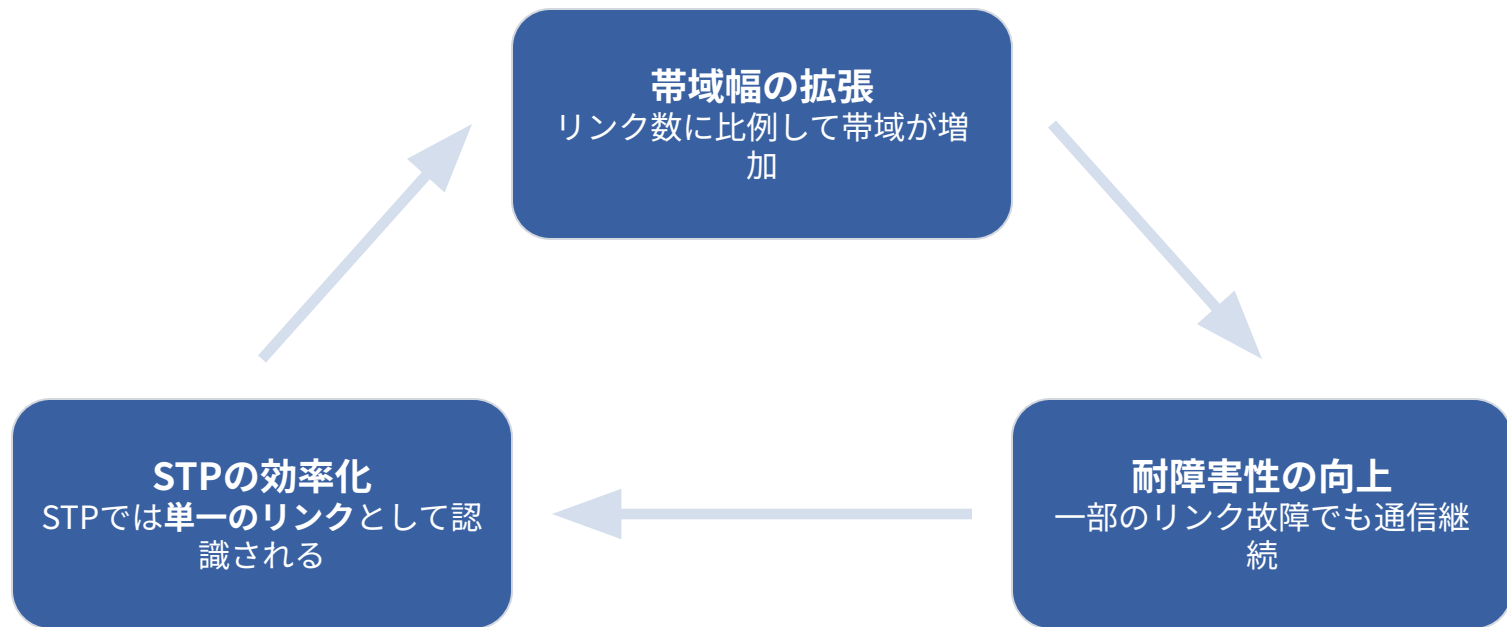 帯域幅の拡張
リンク数に比例して帯域が増
加
STPの効率化
STPでは単一のリンクとして認
識される
耐障害性の向上
一部のリンク故障でも通信継
続